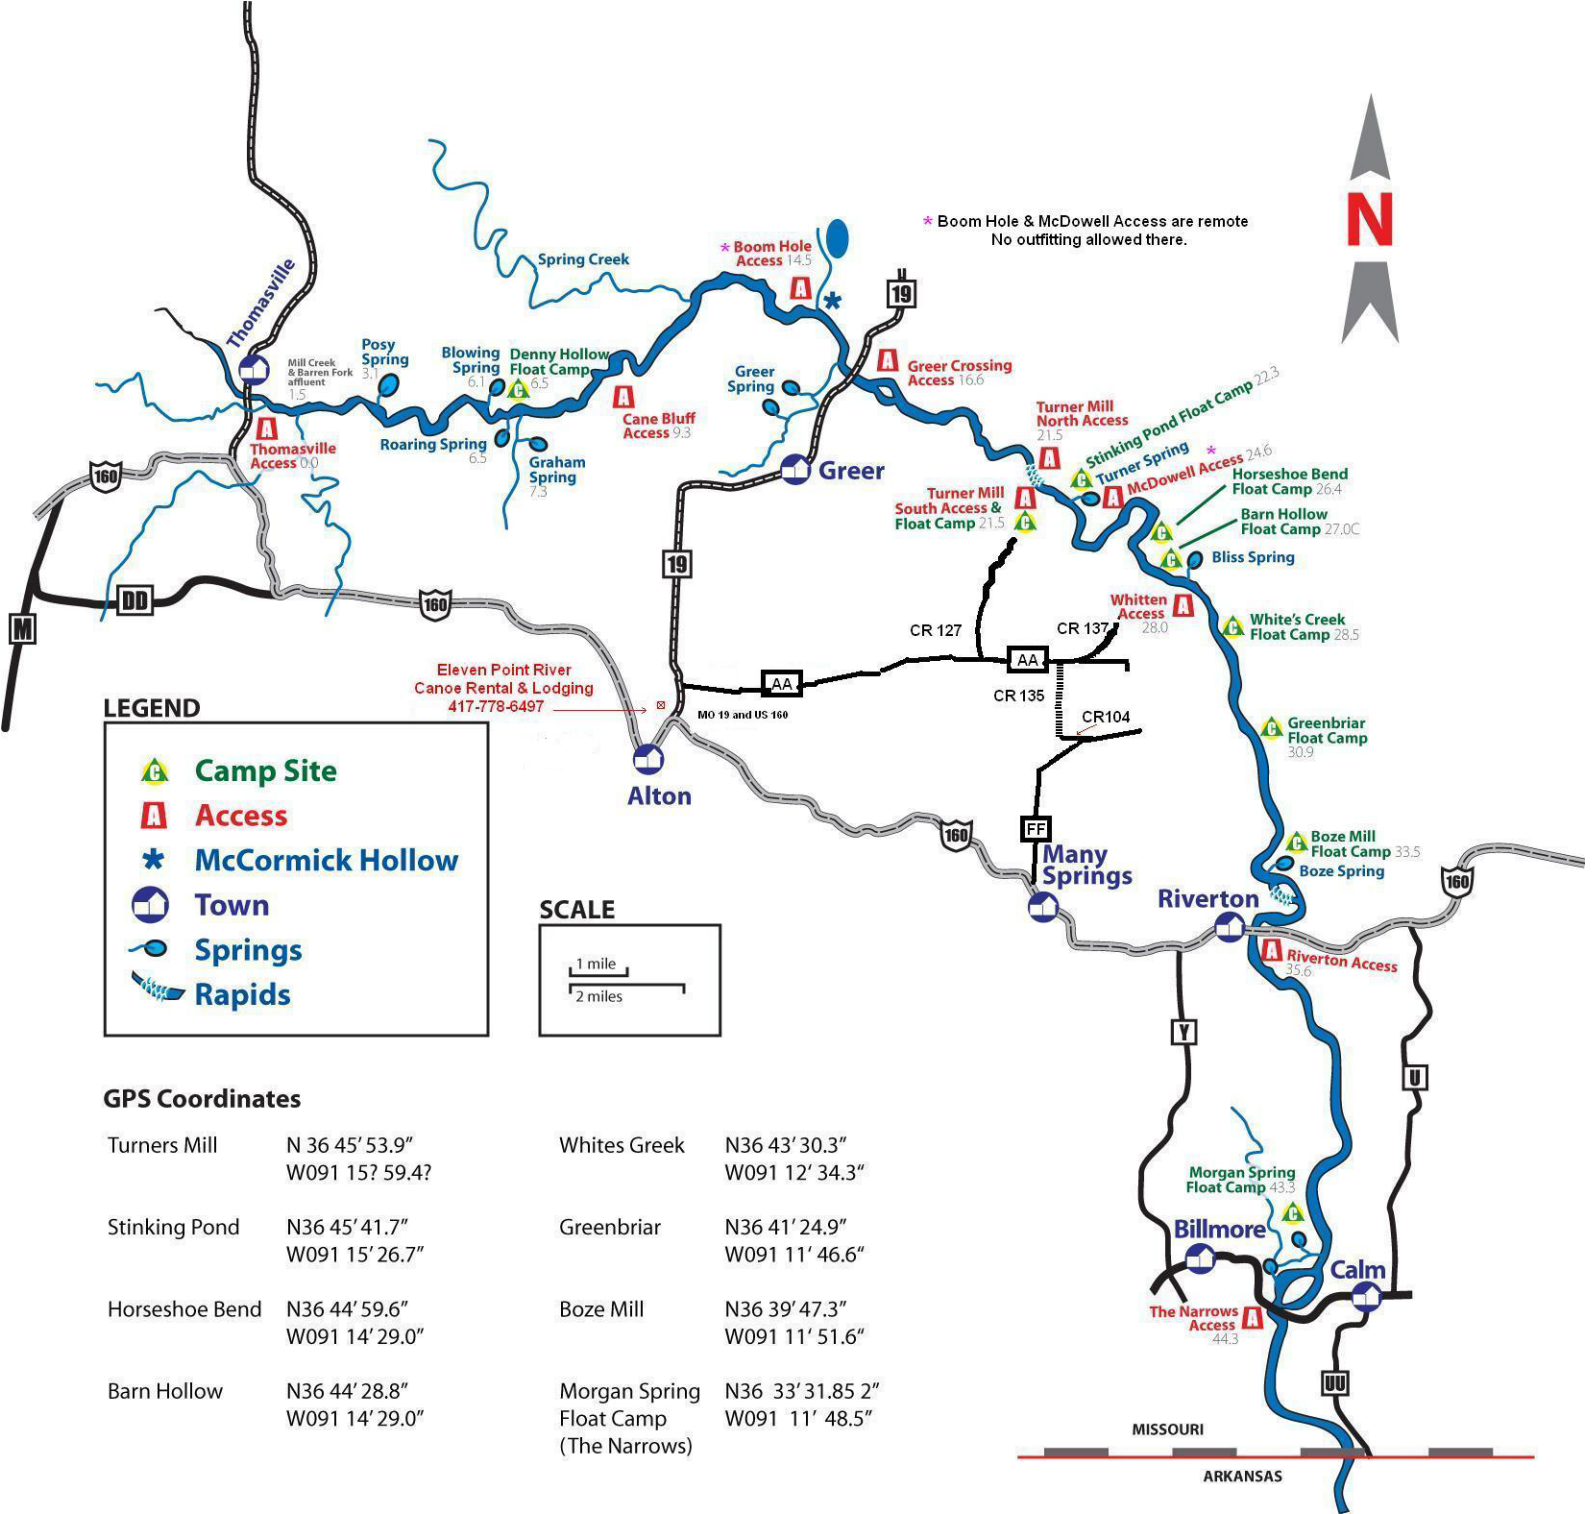 * Boom Hole & McDowell Access are remote
No outfitting allowed there.
N
Thomasville
Spring Creek
* Boom Hole
Access 14.5
*
19
Mill Creek
& Barren Fork
affluent
1.5
Posy
Spring
3.1
Blowing
Spring
6.1
Denny Hollow
Float Camp
6.5
Thomasville
Access 0.0
Roaring Spring
6.5
Graham
Spring
7.3
Cane Bluff
Access 9.3
Greer
Spring
Greer Crossing
Access 16.6
Greer
Turner Mill
North Access
21.5
Stinking Pond Float Camp 22.3
Turner Spring
*
McDowell Access 24.6
Horseshoe Bend
Float Camp 26.4
Barn Hollow
Float Camp 27.0C
Bliss Spring
Turner Mill
South Access &
Float Camp 21.5
Whitten
Access
28.0
White's Creek
Float Camp 28.5
Greenbriar
Float Camp
30.9
Boze Mill
Float Camp 33.5
Boze Spring
160
DD
M
160
19
CR 127
CR 137
AA
AA
CR 135
CR104
MO 19 and US 160
Eleven Point River
Canoe Rental & Lodging
417-778-6497
Alton
160
FF
Many
Springs
Riverton
160
Riverton Access
35.6
Y
U
Morgan Spring
Float Camp 43.3
Billmore
Calm
The Narrows
Access
44.3
UU
MISSOURI
ARKANSAS
LEGEND
C Camp Site
A Access
* McCormick Hollow
Town
Springs
Rapids
SCALE
1 mile
2 miles
GPS Coordinates
Turners Mill N 36 45’ 53.9”
W091 15? 59.4?
Stinking Pond N36 45’ 41.7”
W091 15’ 26.7”
Horseshoe Bend N36 44’ 59.6”
W091 14’ 29.0”
Barn Hollow N36 44’ 28.8”
W091 14’ 29.0”
Whites Greek N36 43’ 30.3”
W091 12’ 34.3“
Greenbriar N36 41’ 24.9”
W091 11’ 46.6“
Boze Mill N36 39’ 47.3”
W091 11’ 51.6“
Morgan Spring N36 33’ 31.85 2”
Float Camp W091 11’ 48.5”
(The Narrows)